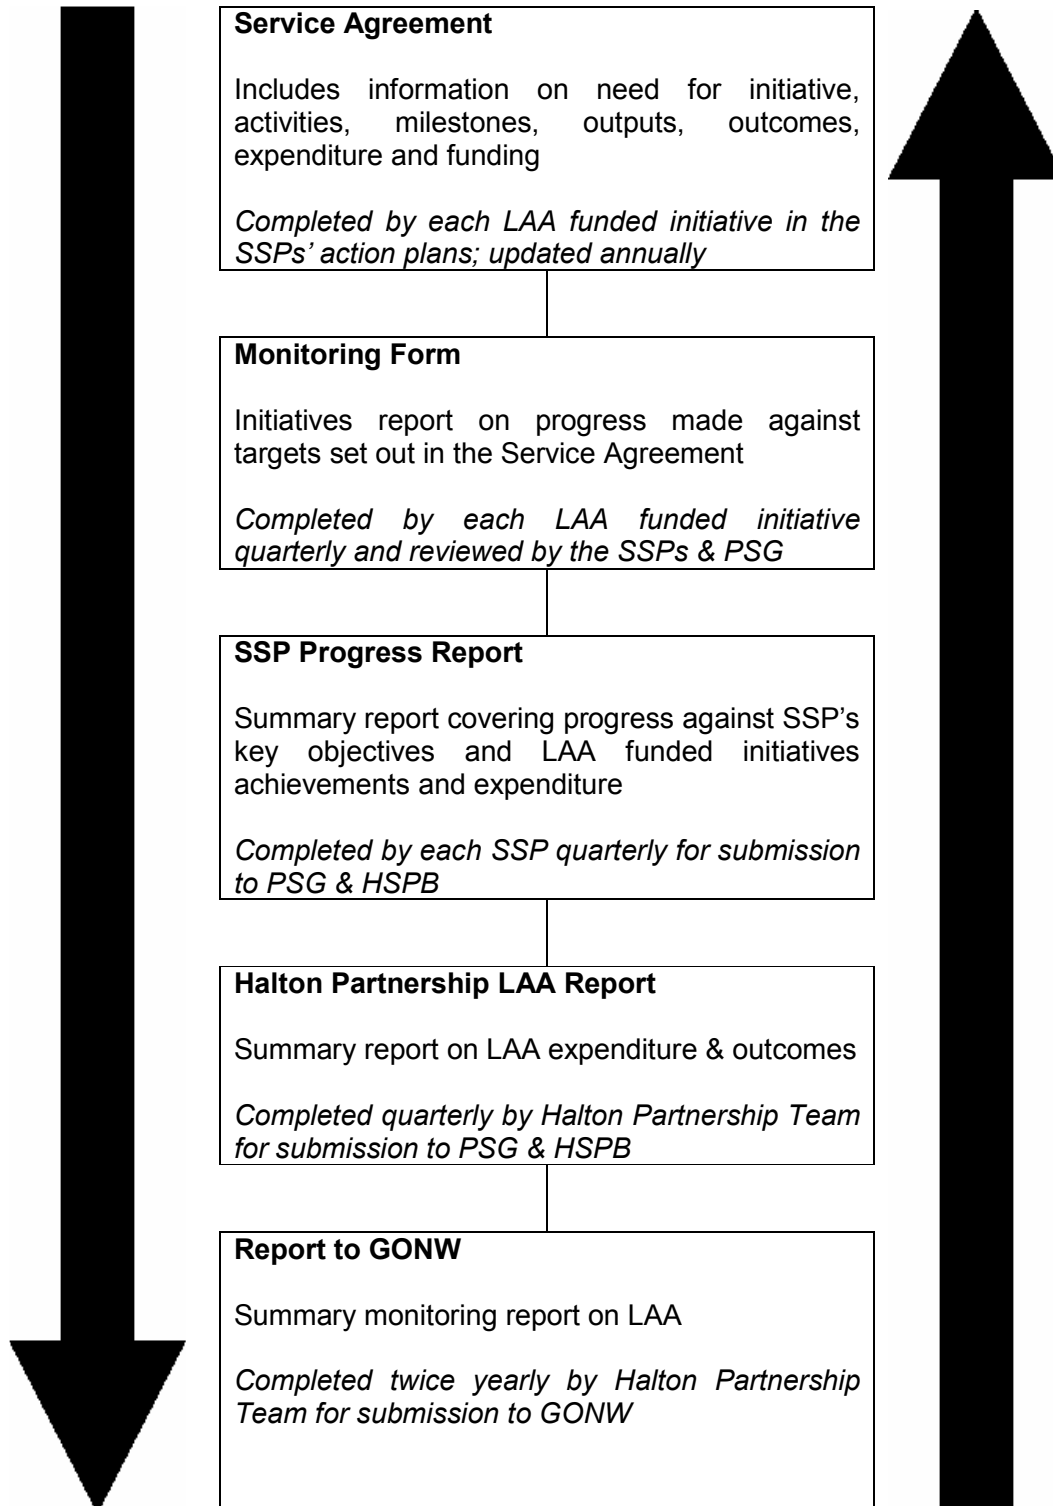 Service Agreement
Includes information on need for initiative,
activities, milestones, outputs, outcomes,
expenditure and funding
Completed by each LAA funded initiative in the
SSPs’ action plans; updated annually
Monitoring Form
Initiatives report on progress made against
targets set out in the Service Agreement
Completed by each LAA funded initiative
quarterly and reviewed by the SSPs & PSG
SSP Progress Report
Summary report covering progress against SSP’s
key objectives and LAA funded initiatives
achievements and expenditure
Completed by each SSP quarterly for submission
to PSG & HSPB
Halton Partnership LAA Report
Summary report on LAA expenditure & outcomes
Completed quarterly by Halton Partnership Team
for submission to PSG & HSPB
Report to GONW
Summary monitoring report on LAA
Completed twice yearly by Halton Partnership
Team for submission to GONW